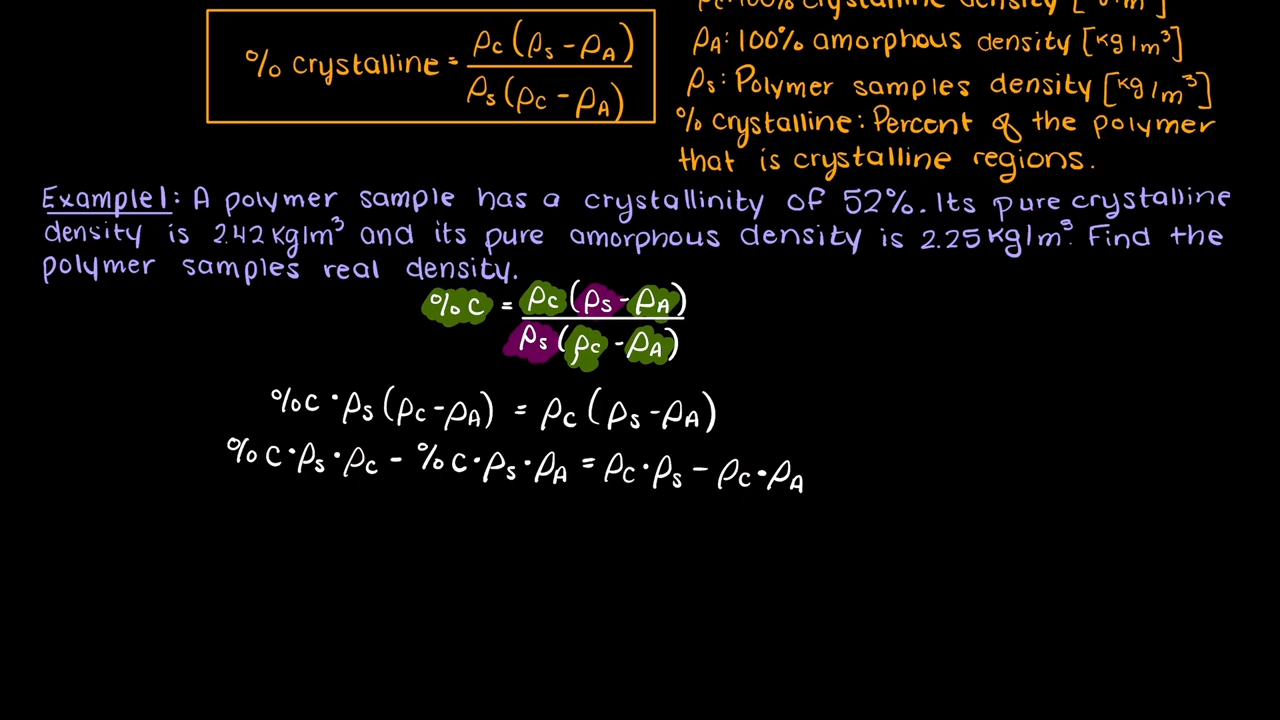 % crystalline = ρc(ρs - ρA) / ρs(ρc - ρA)
ρc: 100% crystalline density [
ρA: 100% amorphous density [kg/m³]
ρs: Polymer samples density [kg/m³]
% crystalline: Percent of the polymer
that is crystalline regions.
Example 1: A polymer sample has a crystallinity of 52%. Its pure crystalline
density is 2.42 kg/m³ and its pure amorphous density is 2.25 kg/m³. Find the
polymer samples real density.
%C = ρc(ρs - ρA) / ρs(ρc - ρA)
%C · ρs(ρc - ρA) = ρc(ρs - ρA)
%C · ρs · ρc - %C · ρs · ρA = ρc · ρs - ρc · ρA